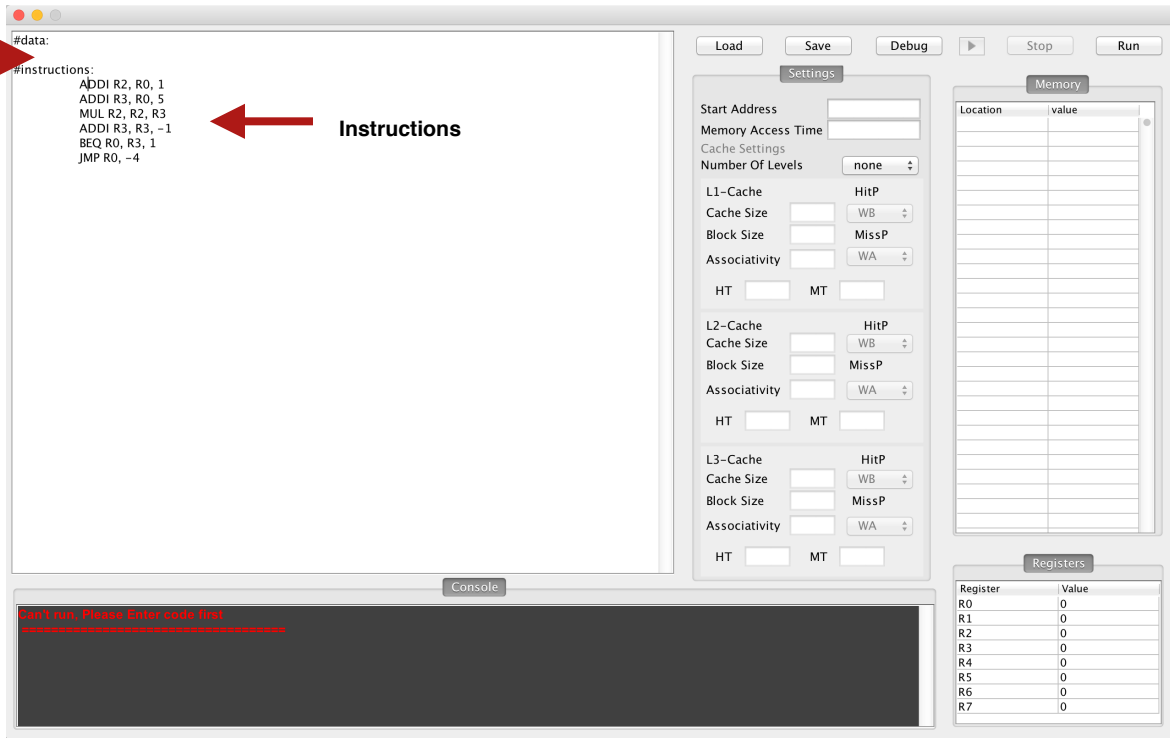 #data:
#instructions:
ADDI R2, R0, 1
ADDI R3, R0, 5
MUL R2, R2, R3
ADDI R3, R3, -1
BEQ R0, R3, 1
JMP R0, -4
Instructions
Load Save Debug Stop Run
Settings
Start Address
Memory Access Time
Cache Settings
Number Of Levels none
L1-Cache HitP
Cache Size WB
Block Size MissP
Associativity WA
HT MT
L2-Cache HitP
Cache Size WB
Block Size MissP
Associativity WA
HT MT
L3-Cache HitP
Cache Size WB
Block Size MissP
Associativity WA
HT MT
Memory
Location value
Console
Can't run, Please Enter code first
====================================
Registers
Register Value
R0 0
R1 0
R2 0
R3 0
R4 0
R5 0
R6 0
R7 0